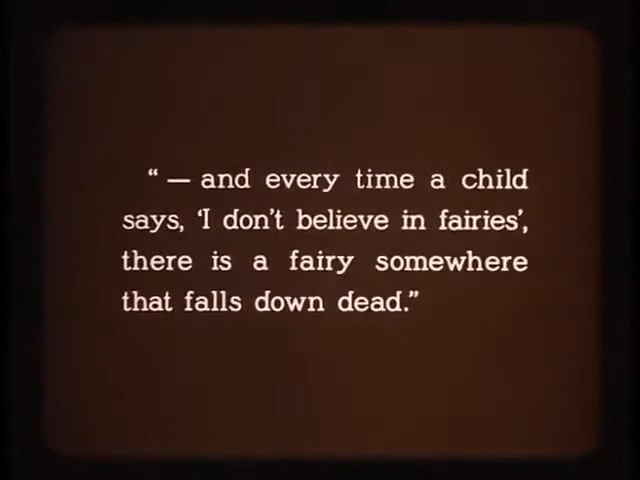 “ — and every time a child
says, ‘I don’t believe in fairies’,
there is a fairy somewhere
that falls down dead.”